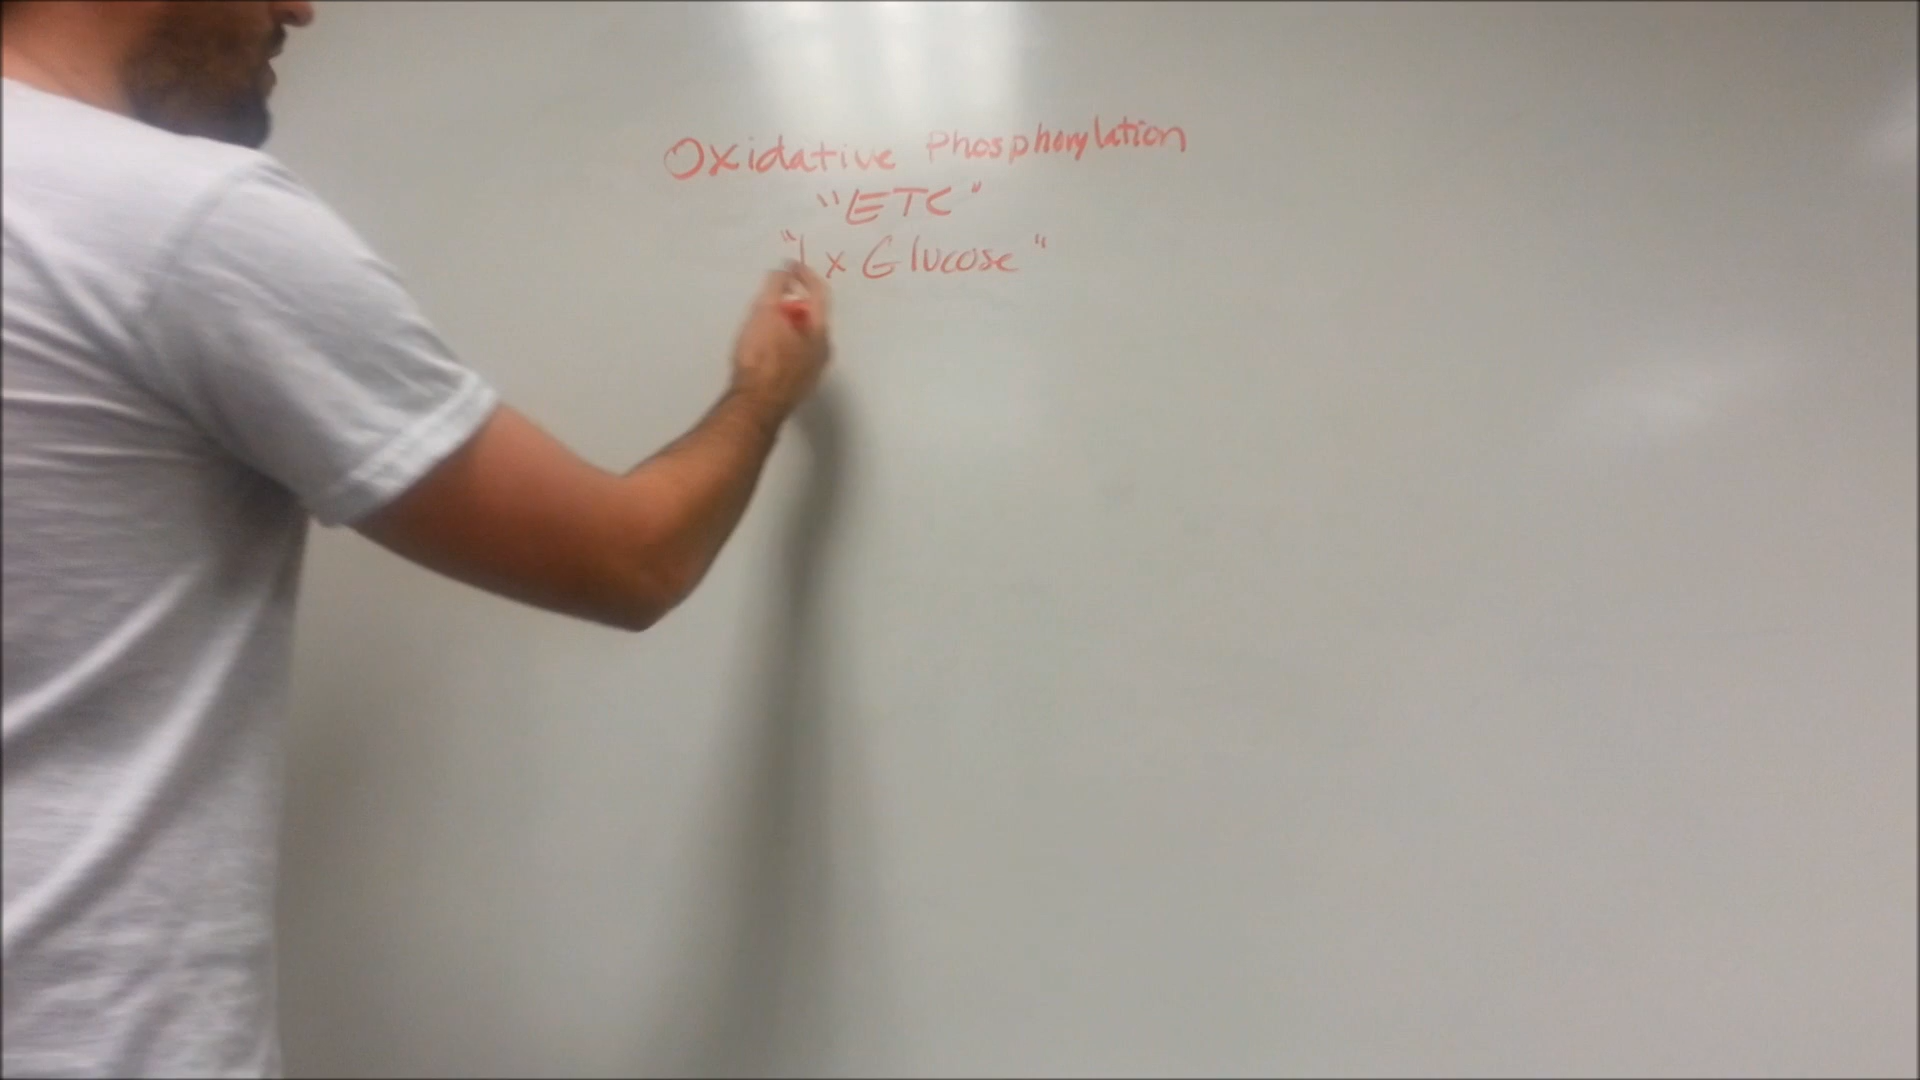 Oxidative Phosphorylation
"ETC"
"1 x Glucose"